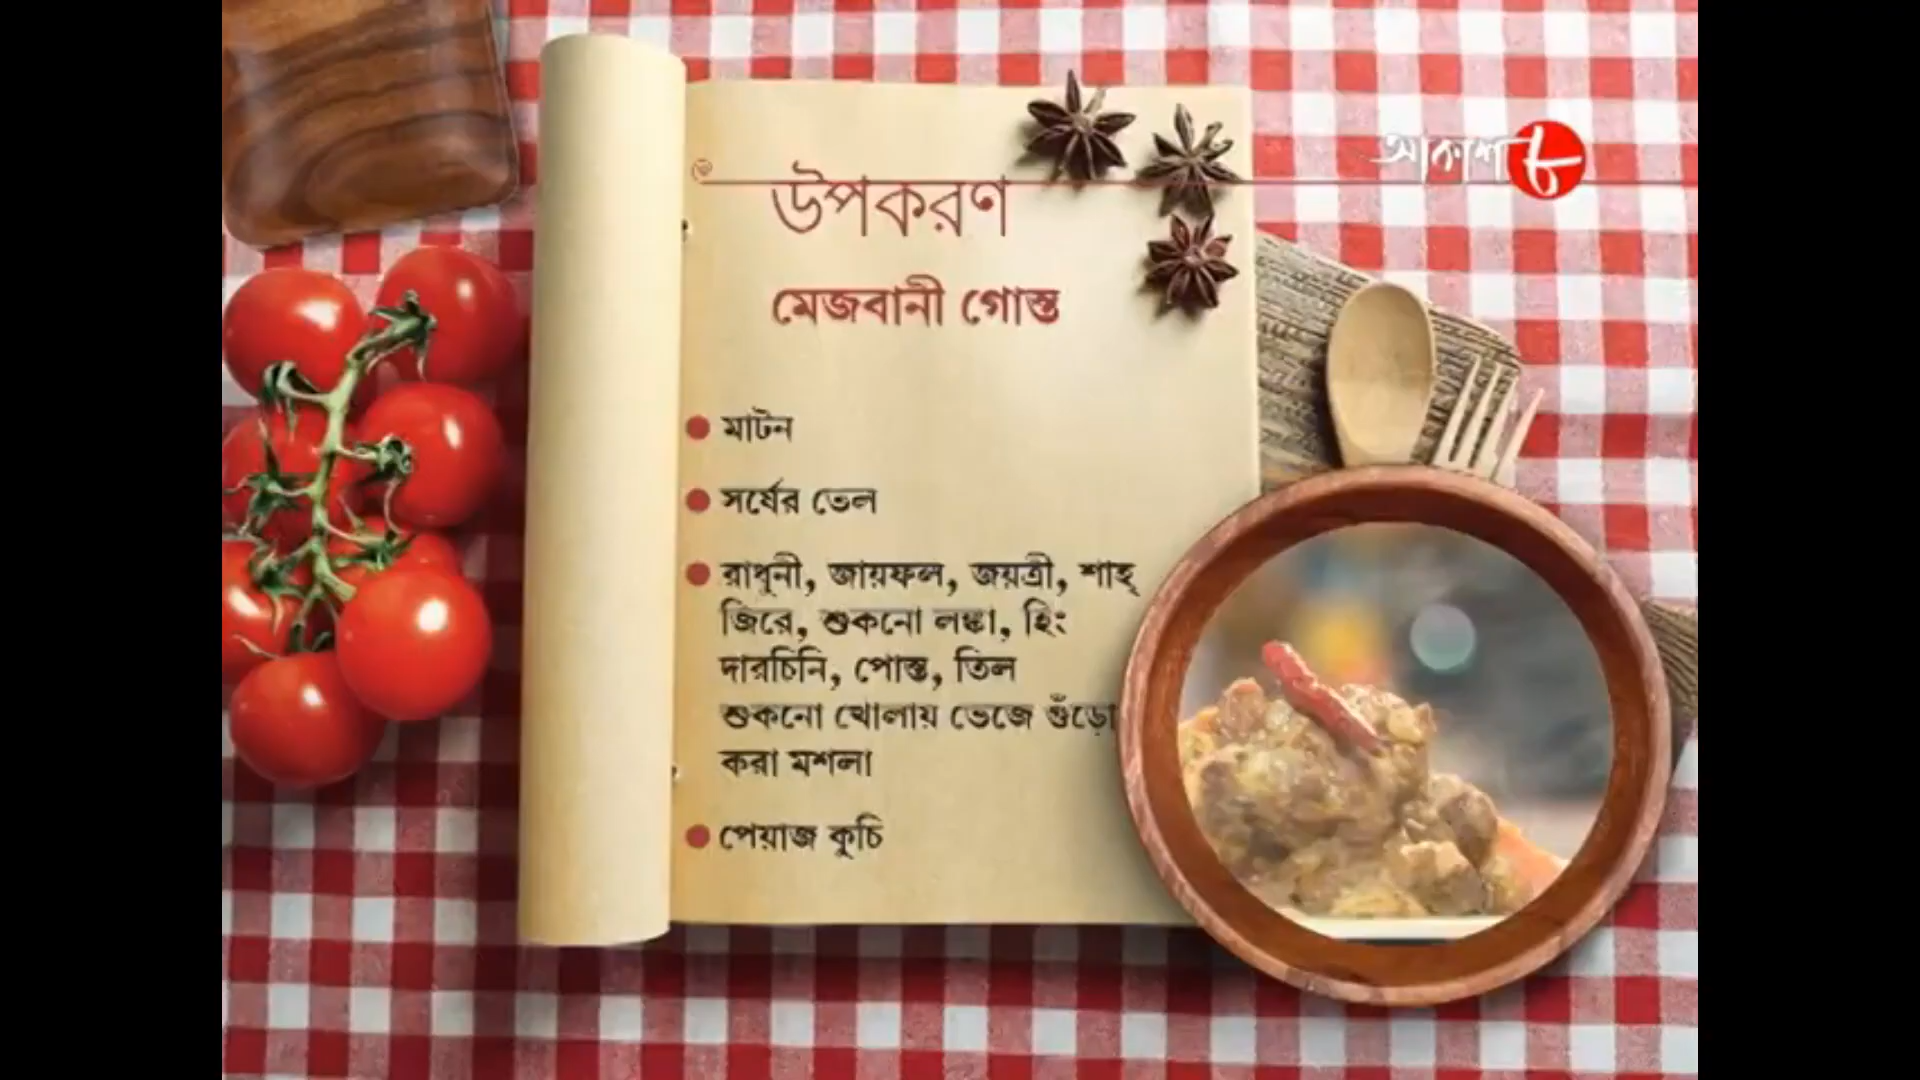 আকাশ ৮
উপকরণ
মেজবানী গোস্ত
মাটন
সর্ষের তেল
রাধুনী, জায়ফল, জয়ত্রী, শাহ্
জিরে, শুকনো লঙ্কা, হিং
দারচিনি, পোস্ত, তিল
শুকনো খোলায় ভেজে গুঁড়ো
করা মশলা
পেয়াজ কুচি